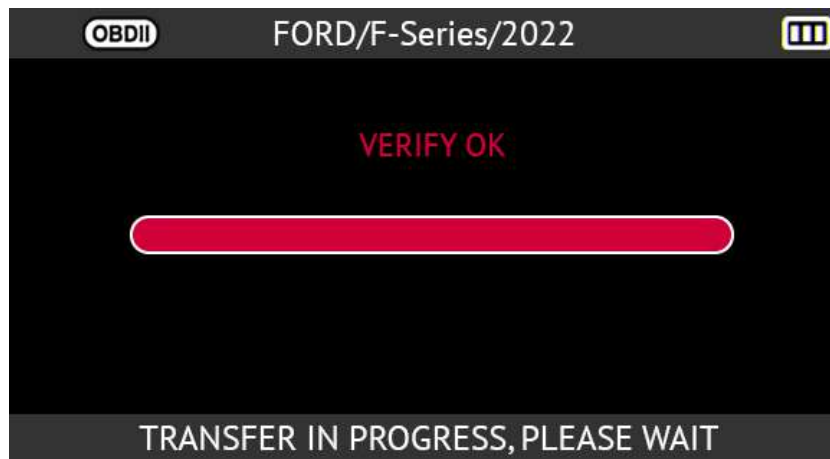 OBDII FORD/F-Series/2022
VERIFY OK
TRANSFER IN PROGRESS, PLEASE WAIT